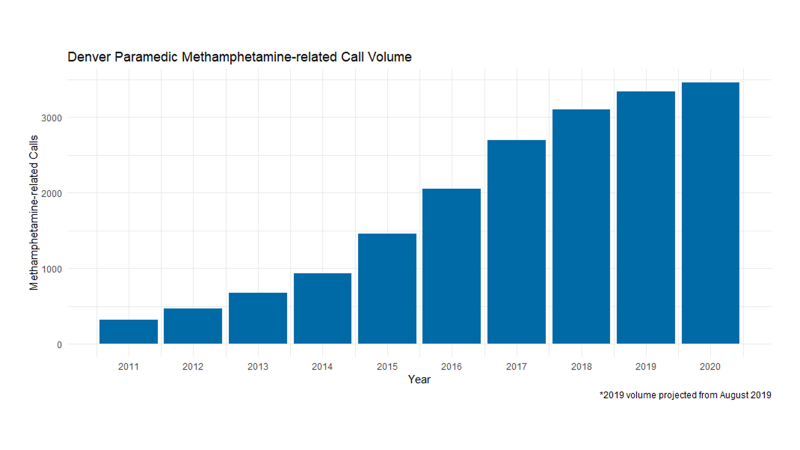 Denver Paramedic Methamphetamine-related Call Volume
Methamphetamine-related Calls
3000
2000
1000
0
2011 2012 2013 2014 2015 2016 2017 2018 2019 2020
Year
*2019 volume projected from August 2019